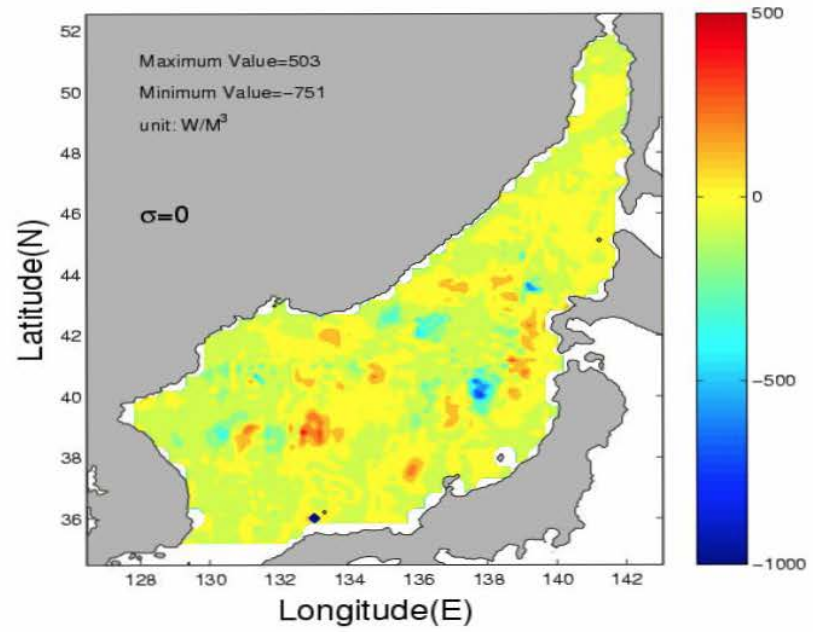 52
50
48
46
44
42
40
38
36
Latitude(N)
Maximum Value=503
Minimum Value=-751
unit: W/M³
σ=0
128 130 132 134 136 138 140 142
Longitude(E)
500
0
-500
-1000